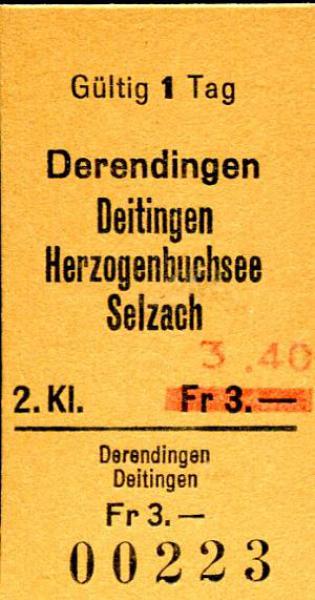 Gültig 1 Tag
Derendingen
Deitingen
Herzogenbuchsee
Selzach
3.40
2. Kl. Fr 3.—
Derendingen
Deitingen
Fr 3.—
00223